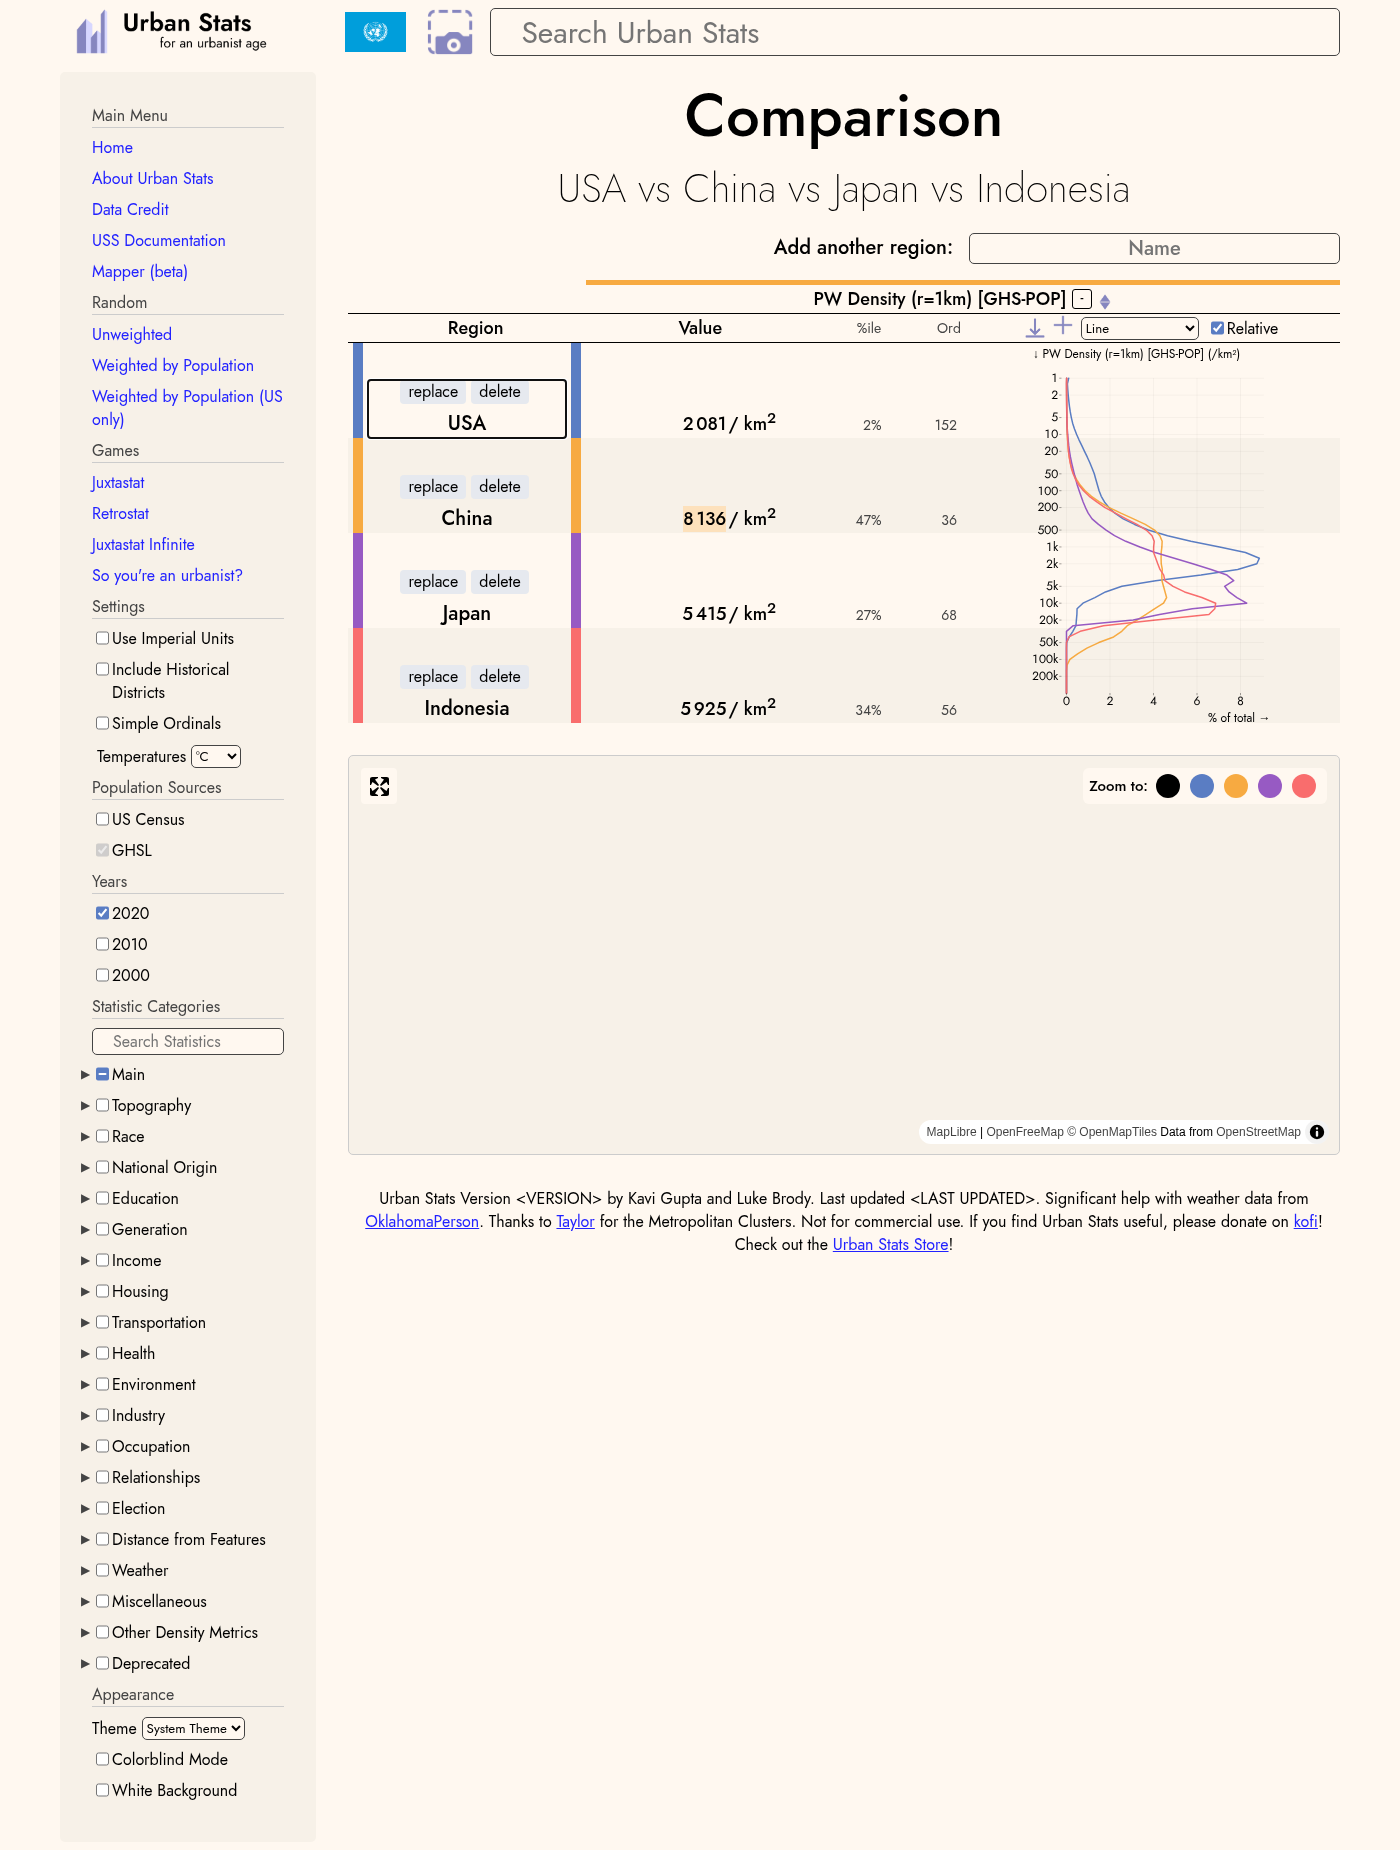 Urban Stats
for an urbanist age
Search Urban Stats
Main Menu
Home
About Urban Stats
Data Credit
USS Documentation
Mapper (beta)
Random
Unweighted
Weighted by Population
Weighted by Population (US
only)
Games
Juxtastat
Retrostat
Juxtastat Infinite
So you're an urbanist?
Settings
Use Imperial Units
Include Historical
Districts
Simple Ordinals
Temperatures °C
Population Sources
US Census
GHSL
Years
2020
2010
2000
Statistic Categories
Search Statistics
Main
Topography
Race
National Origin
Education
Generation
Income
Housing
Transportation
Health
Environment
Industry
Occupation
Relationships
Election
Distance from Features
Weather
Miscellaneous
Other Density Metrics
Deprecated
Appearance
Theme System Theme
Colorblind Mode
White Background
Comparison
USA vs China vs Japan vs Indonesia
Add another region: Name
PW Density (r=1km) [GHS-POP] -
Region Value %ile Ord Line Relative
replace delete
USA 2 081 / km² 2% 152
replace delete
China 8 136 / km² 47% 36
replace delete
Japan 5 415 / km² 27% 68
replace delete
Indonesia 5 925 / km² 34% 56
↓ PW Density (r=1km) [GHS-POP] (/km²)
1
2
5
10
20
50
100
200
500
1k
2k
5k
10k
20k
50k
100k
200k
0 2 4 6 8
% of total →
Zoom to:
MapLibre | OpenFreeMap © OpenMapTiles Data from OpenStreetMap
Urban Stats Version <VERSION> by Kavi Gupta and Luke Brody. Last updated <LAST UPDATED>. Significant help with weather data from
OklahomaPerson. Thanks to Taylor for the Metropolitan Clusters. Not for commercial use. If you find Urban Stats useful, please donate on kofi!
Check out the Urban Stats Store!